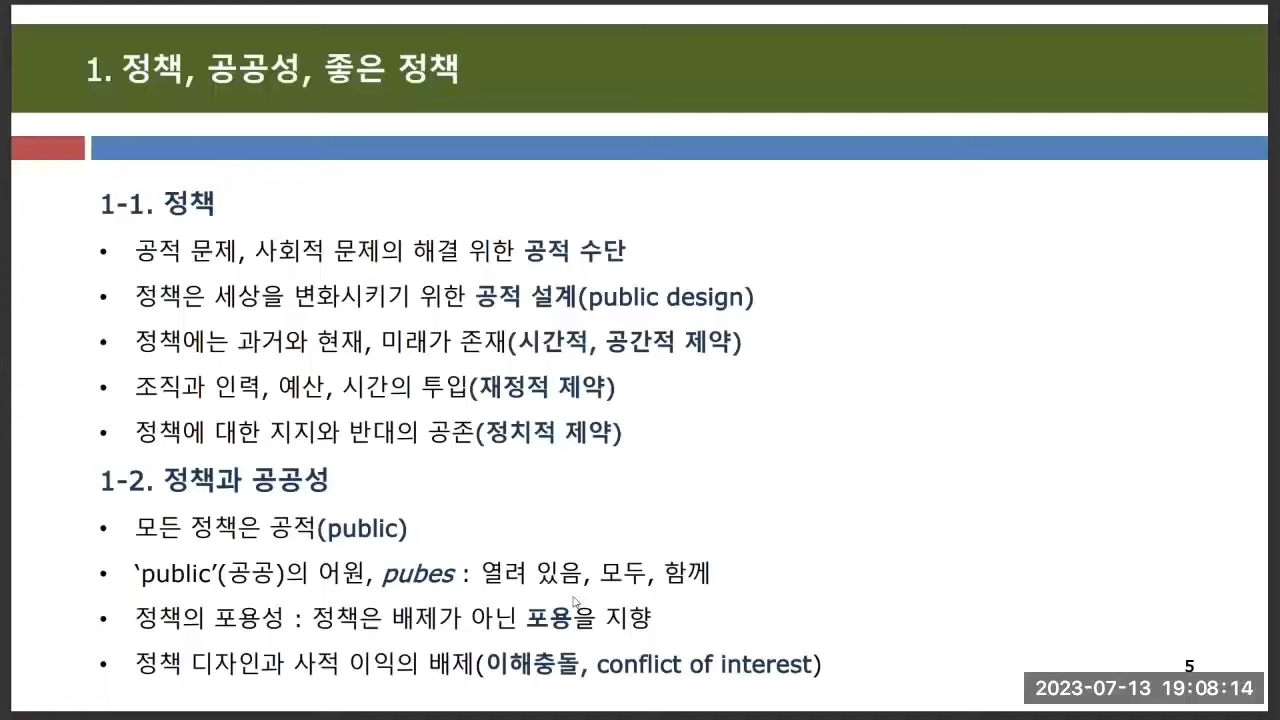 1. 정책, 공공성, 좋은 정책
1-1. 정책
• 공적 문제, 사회적 문제의 해결 위한 공적 수단
• 정책은 세상을 변화시키기 위한 공적 설계(public design)
• 정책에는 과거와 현재, 미래가 존재(시간적, 공간적 제약)
• 조직과 인력, 예산, 시간의 투입(재정적 제약)
• 정책에 대한 지지와 반대의 공존(정치적 제약)
1-2. 정책과 공공성
• 모든 정책은 공적(public)
• ‘public’(공공)의 어원, pubes : 열려 있음, 모두, 함께
• 정책의 포용성 : 정책은 배제가 아닌 포용을 지향
• 정책 디자인과 사적 이익의 배제(이해충돌, conflict of interest)
5
2023-07-13 19:08:14